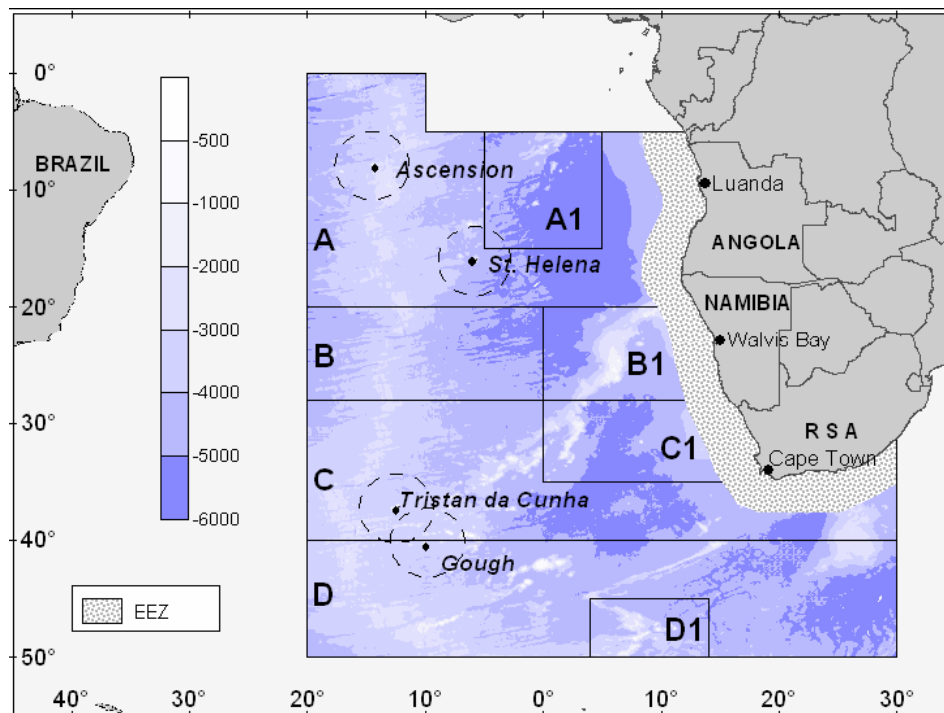 0°
-500
BRAZIL
Ascension
10°
-1000
Luanda
A1
A
-2000
ANGOLA
St. Helena
20°
-3000
NAMIBIA
B
B1
Walvis Bay
-4000
30°
-5000
R S A
C1
Cape Town
C
Tristan da Cunha
-6000
40°
Gough
D
EEZ
D1
50°
40° 30° 20° 10° 0° 10° 20° 30°